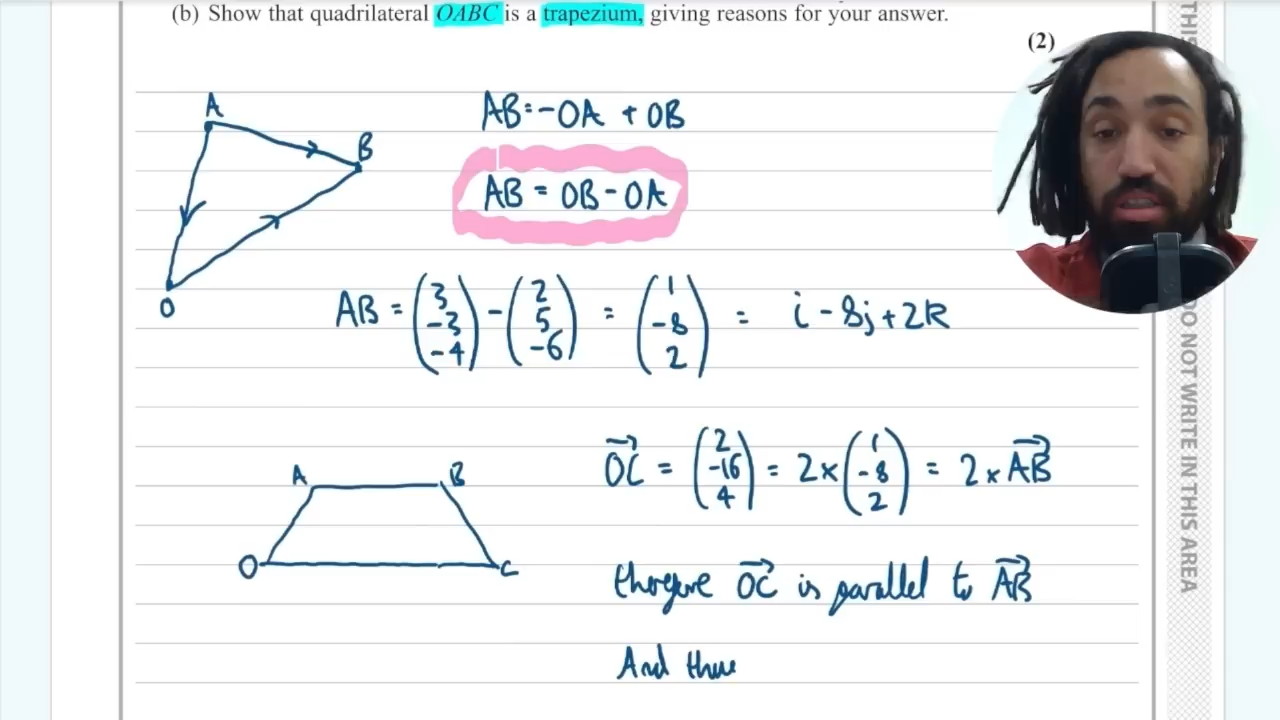 (b) Show that quadrilateral OABC is a trapezium, giving reasons for your answer.
(2)
A
B
O
AB = -OA + OB
AB = OB - OA
AB = (3 -3 -4) - (2 5 -6) = (1 -8 2) = i - 8j + 2k
A
B
O
C
OC = (2 -16 4) = 2 × (1 -8 2) = 2 × AB
therefore OC is parallel to AB
And thus
DO NOT WRITE IN THIS AREA